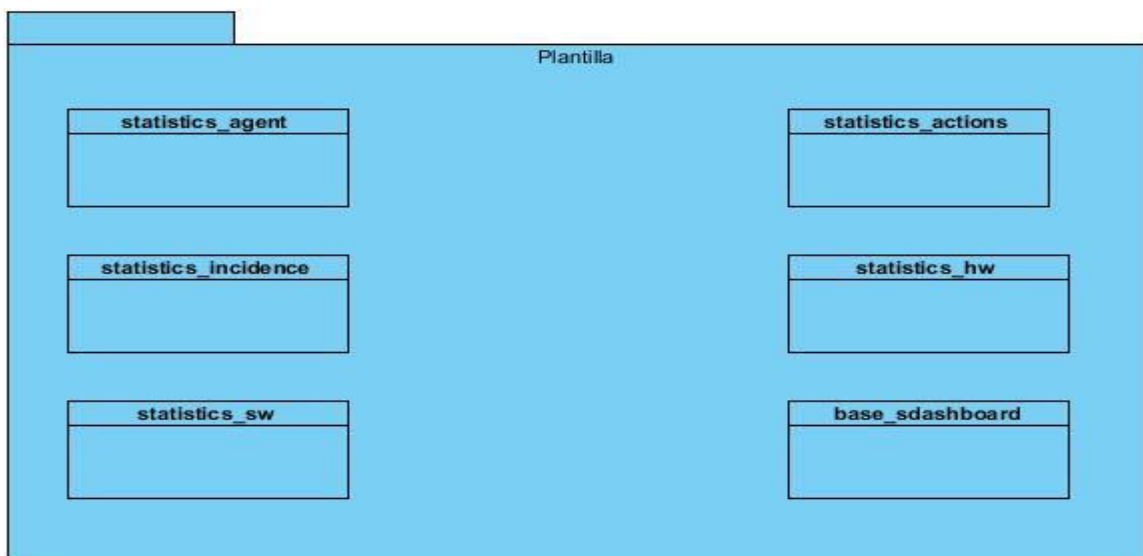 Plantilla
statistics_agent
statistics_actions
statistics_incidence
statistics_hw
statistics_sw
base_sdashboard